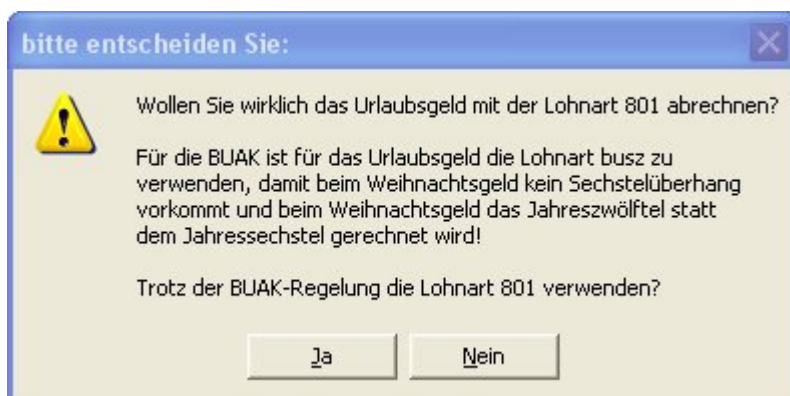 bitte entscheiden Sie:
Wollen Sie wirklich das Urlaubsgeld mit der Lohnart 801 abrechnen?
Für die BUAK ist für das Urlaubsgeld die Lohnart busz zu
verwenden, damit beim Weihnachtsgeld kein Sechstelüberhang
vorkommt und beim Weihnachtsgeld das Jahreszwölftel statt
dem Jahressechstel gerechnet wird!
Trotz der BUAK-Regelung die Lohnart 801 verwenden?
Ja
Nein